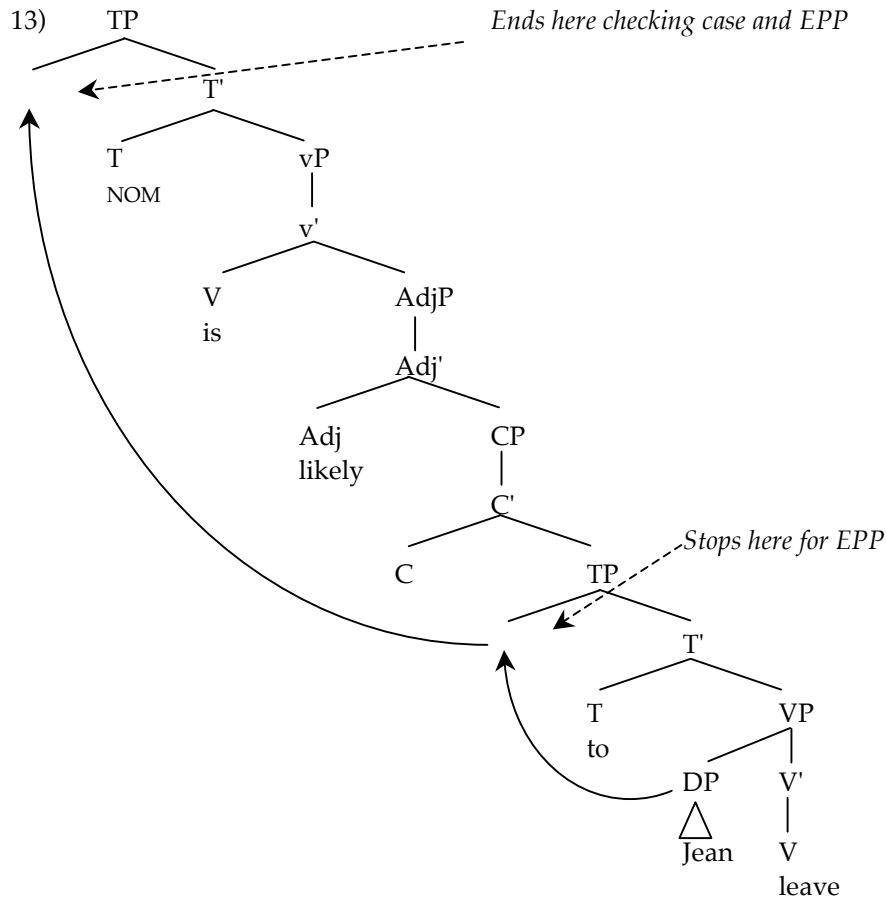 13) TP Ends here checking case and EPP
T'
T vP
NOM
v'
V AdjP
is
Adj'
Adj CP
likely
C'
Stops here for EPP
C TP
T'
T VP
to
DP V'
Jean V
leave